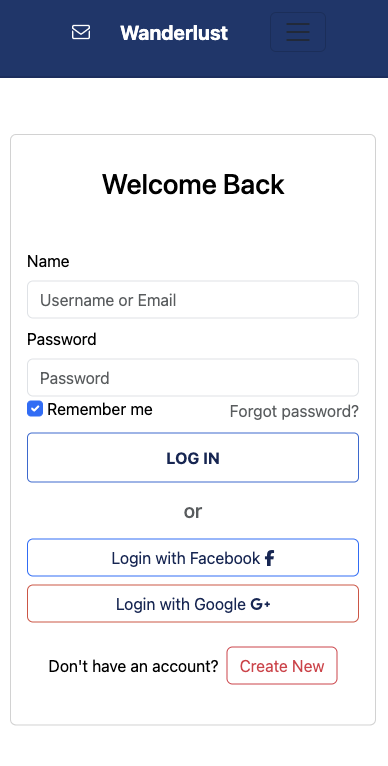 Wanderlust
Welcome Back
Name
Username or Email
Password
Password
Remember me Forgot password?
LOG IN
or
Login with Facebook
Login with Google G+
Don't have an account? Create New